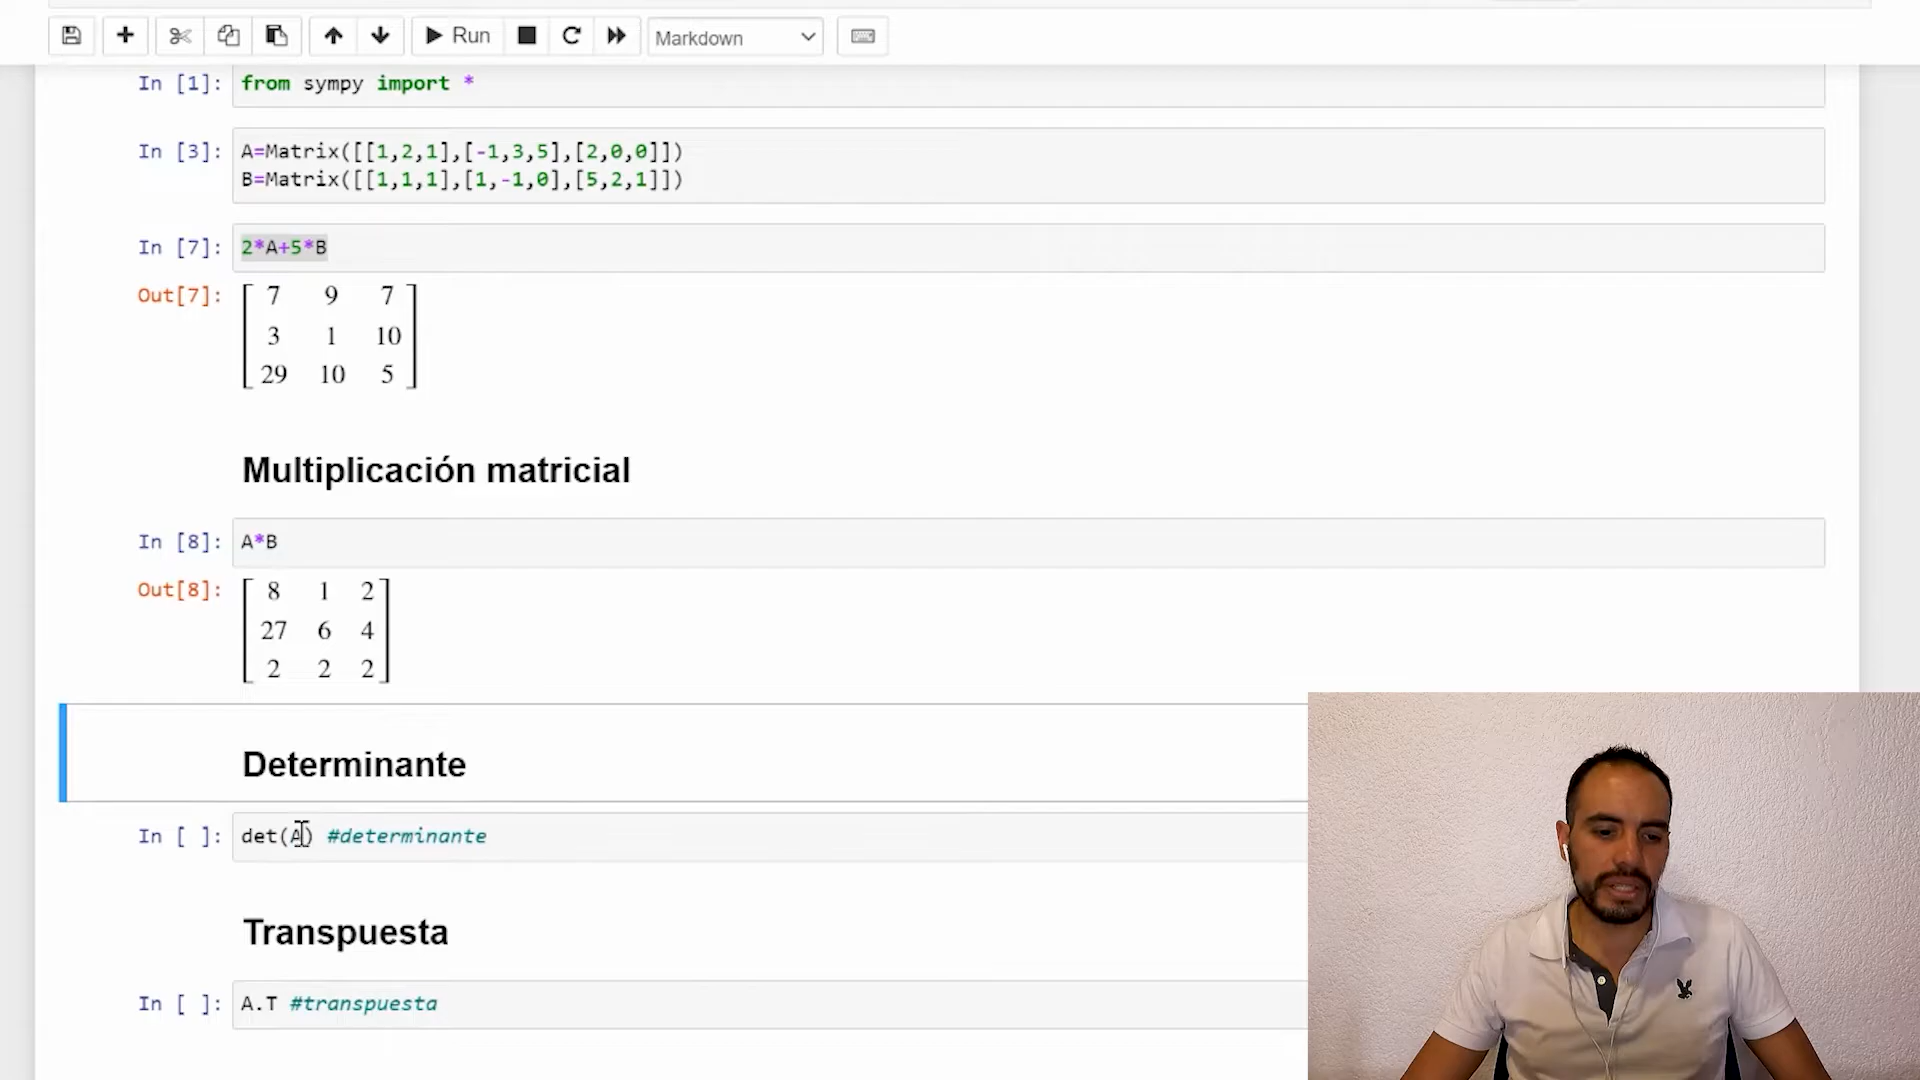 Run Markdown
In [1]: from sympy import *
In [3]: A=Matrix([[1,2,1],[-1,3,5],[2,0,0]])
B=Matrix([[1,1,1],[1,-1,0],[5,2,1]])
In [7]: 2*A+5*B
Out[7]: 7 9 7
3 1 10
29 10 5
Multiplicación matricial
In [8]: A*B
Out[8]: 8 1 2
27 6 4
2 2 2
Determinante
In [ ]: det(A) #determinante
Transpuesta
In [ ]: A.T #transpuesta